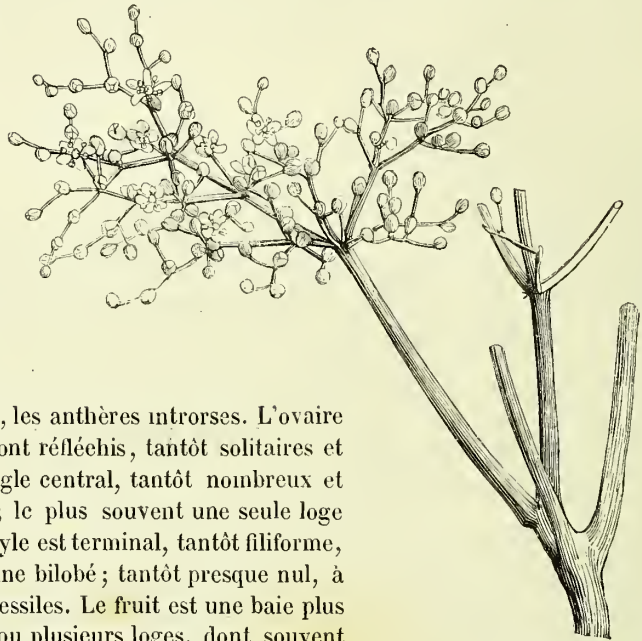 , les anthères introrses. L'ovaire
ont réfléchis, tantôt solitaires et
gle central, tantôt nombreux et
; le plus souvent une seule loge
yle est terminal, tantôt filiforme,
ne bilobé; tantôt presque nul, à
essiles. Le fruit est une baie plus
ou plusieurs loges, dont souvent